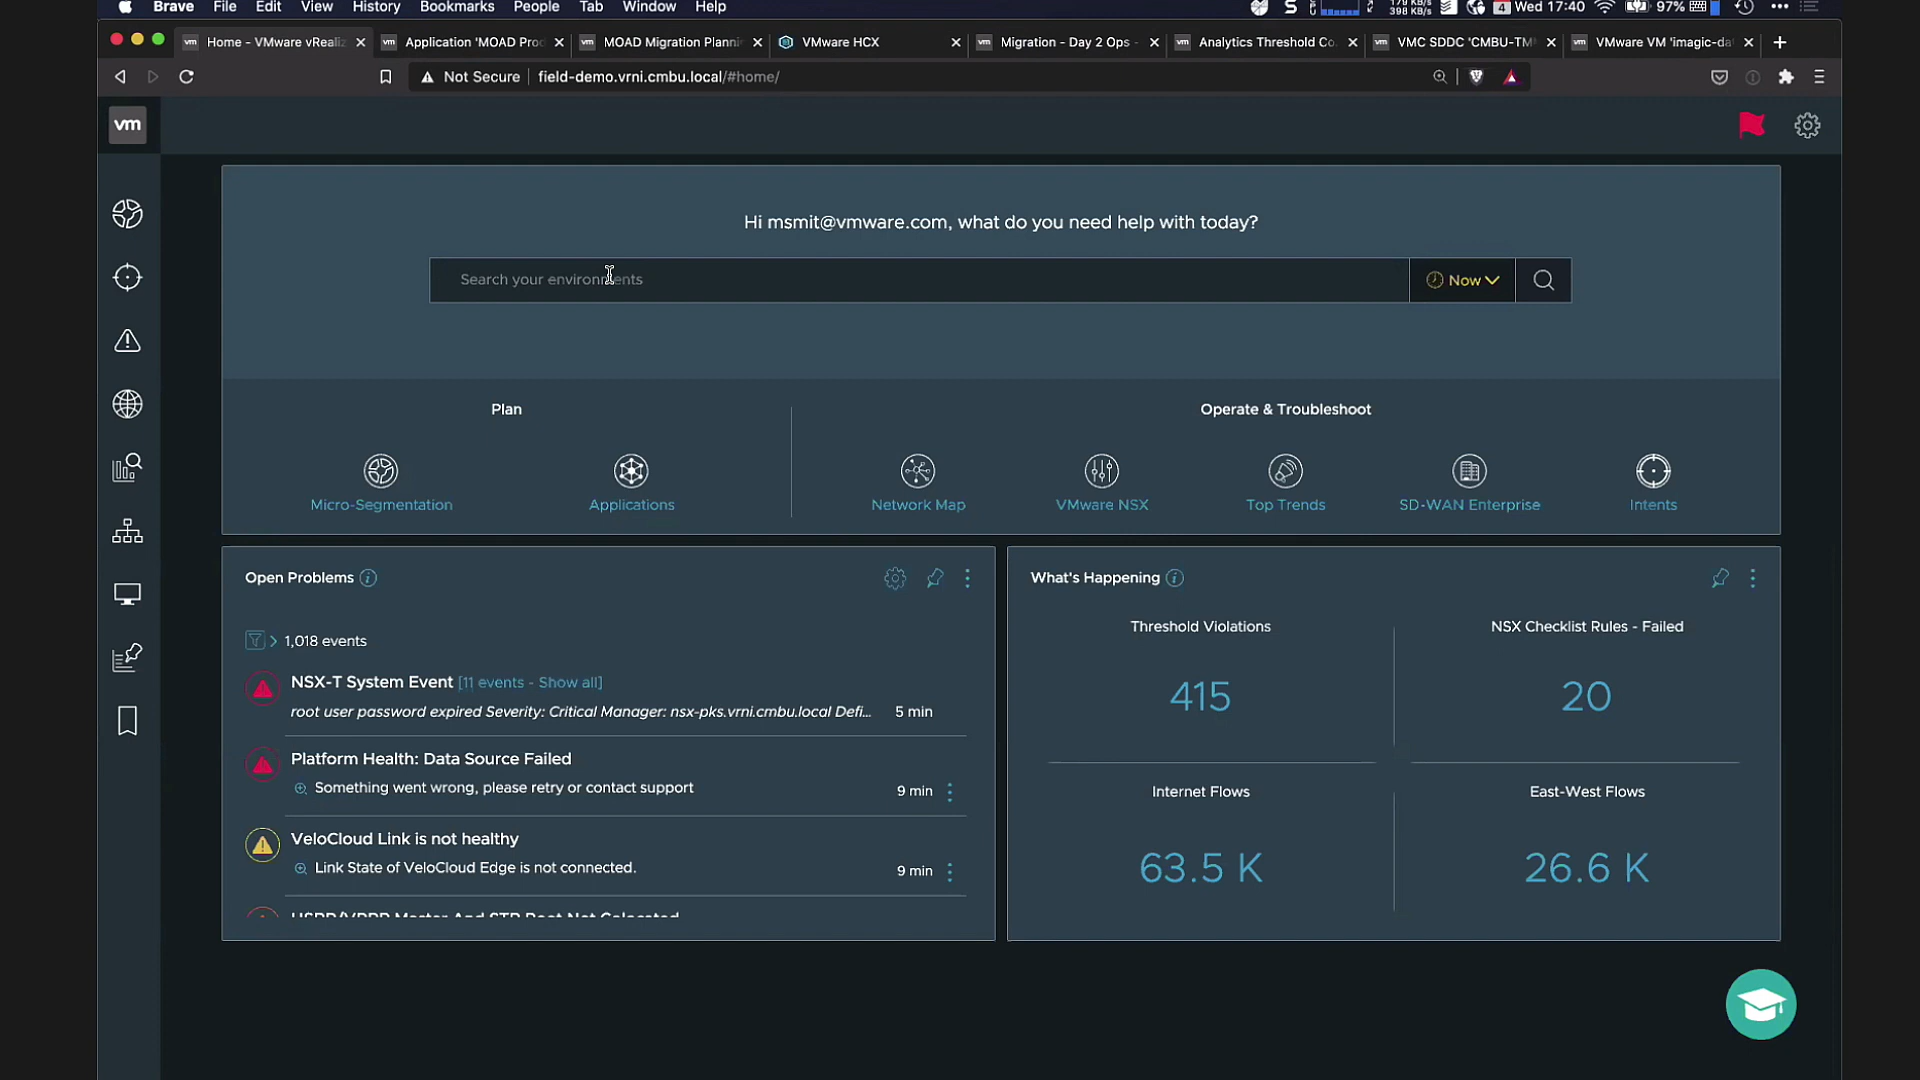 Brave File Edit View History Bookmarks People Tab Window Help 179 KB/s 398 KB/s 4 Wed 17:40 97%
Home - VMware vRealiz Application 'MOAD Pro MOAD Migration Planni VMware HCX Migration - Day 2 Ops - Analytics Threshold Co VMC SDDC 'CMBU-TM VMware VM 'imagic-da
Not Secure field-demo.vrni.cmbu.local/#home/
vm
Hi msmit@vmware.com, what do you need help with today?
Search your environments Now
Plan Operate & Troubleshoot
Micro-Segmentation Applications Network Map VMware NSX Top Trends SD-WAN Enterprise Intents
Open Problems What's Happening
1,018 events
Threshold Violations NSX Checklist Rules - Failed
415 20
NSX-T System Event [11 events - Show all]
root user password expired Severity: Critical Manager: nsx-pks.vrni.cmbu.local Defi... 5 min
Platform Health: Data Source Failed
Something went wrong, please retry or contact support 9 min
Internet Flows East-West Flows
63.5 K 26.6 K
VeloCloud Link is not healthy
Link State of VeloCloud Edge is not connected. 9 min